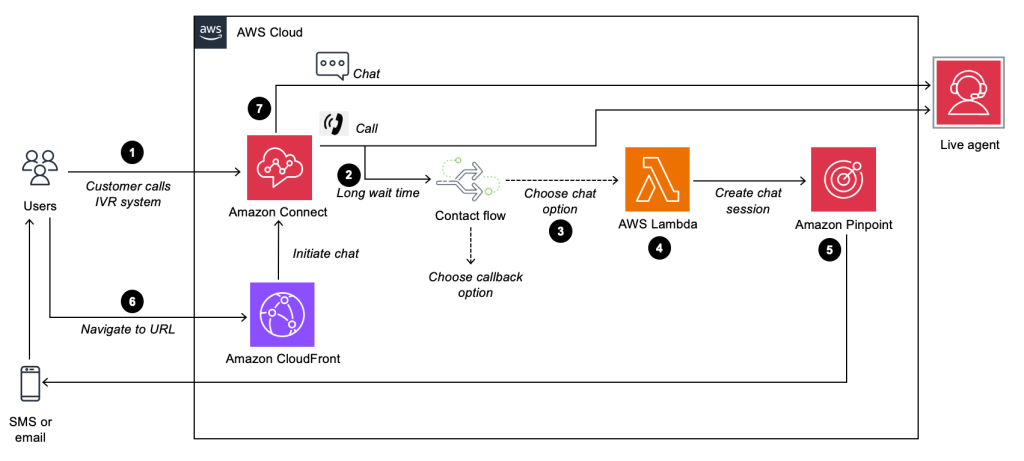 aws
AWS Cloud
Chat
7
Call
Live agent
1
Customer calls
IVR system
Users
Amazon Connect
2
Long wait time
Contact flow
Choose chat
option
3
AWS Lambda
4
Create chat
session
Amazon Pinpoint
5
Initiate chat
Choose callback
option
6
Navigate to URL
Amazon CloudFront
SMS or
email